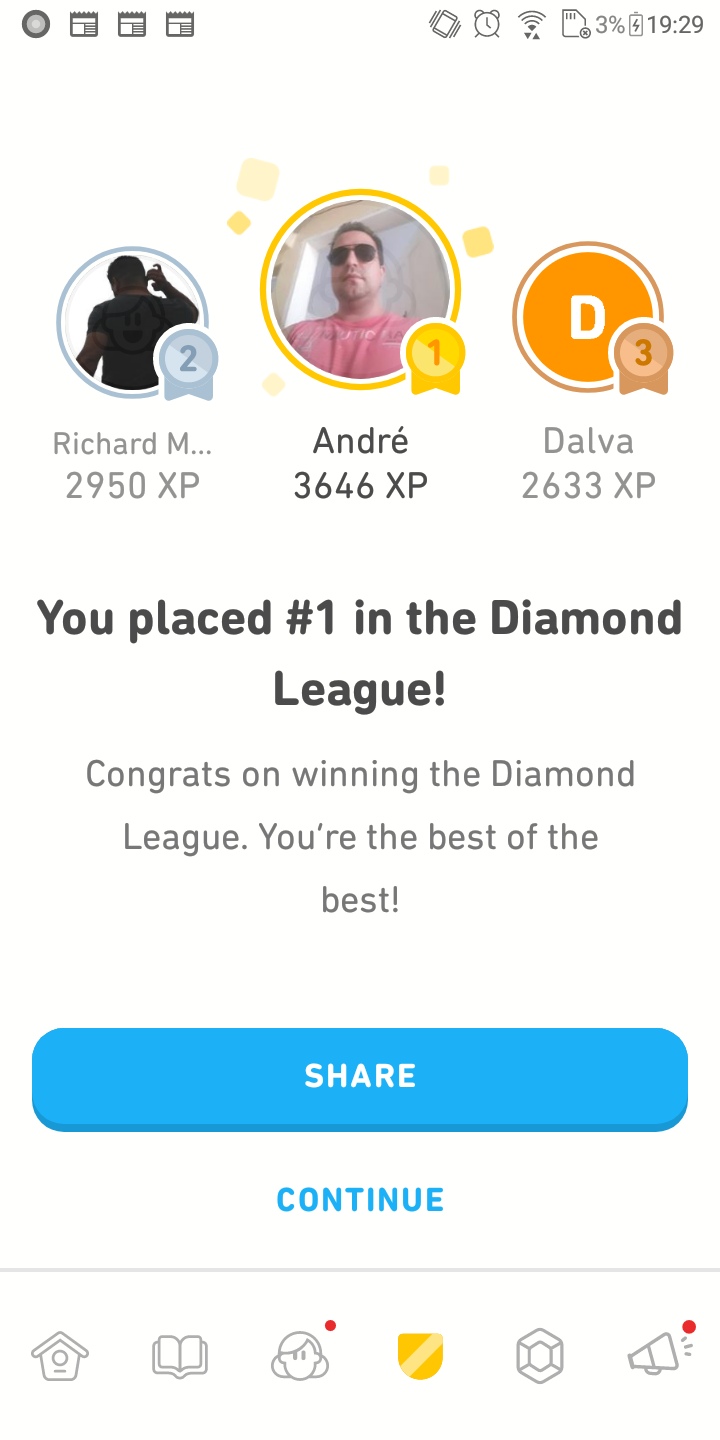 3% 19:29
2 1 D 3
Richard M... André Dalva
2950 XP 3646 XP 2633 XP
You placed #1 in the Diamond
League!
Congrats on winning the Diamond
League. You’re the best of the
best!
SHARE
CONTINUE